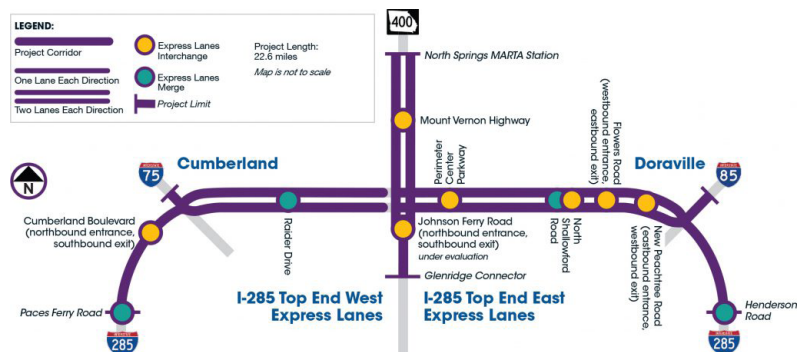 LEGEND:
Project Corridor
One Lane Each Direction
Two Lanes Each Direction
Express Lanes
Interchange
Express Lanes
Merge
Project Limit
Project Length:
22.6 miles
Map is not to scale
400
North Springs MARTA Station
Mount Vernon Highway
Perimeter
Center
Parkway
Flowers Road
(westbound entrance,
eastbound exit)
Cumberland
Doraville
N
75
85
Cumberland Boulevard
(northbound entrance,
southbound exit)
Raider Drive
Johnson Ferry Road
(northbound entrance,
southbound exit)
under evaluation
North
Shallowford
Road
New Peachtree Road
(eastbound entrance,
westbound exit)
Glenridge Connector
I-285 Top End West
Express Lanes
I-285 Top End East
Express Lanes
Paces Ferry Road
Henderson
Road
285
285